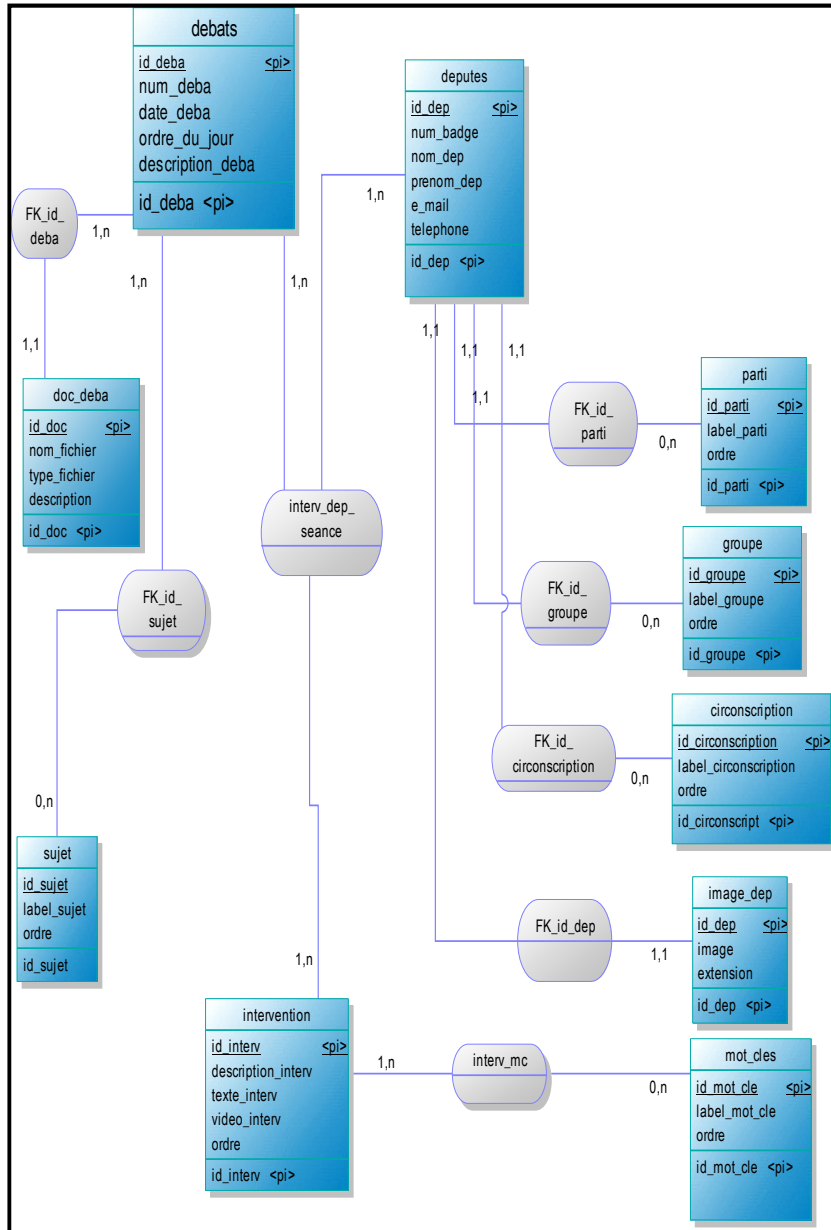 debats
id_deba <pi>
num_deba
date_deba
ordre_du_jour
description_deba
id_deba <pi>
deputes
id_dep <pi>
num_badge
nom_dep
prenom_dep
e_mail
telephone
id_dep <pi>
FK_id_
deba
1,n
1,n
1,n
1,n
1,1
1,1
1,1
1,1
1,1
doc_deba
id_doc <pi>
nom_fichier
type_fichier
description
id_doc <pi>
parti
id_parti <pi>
label_parti
ordre
id_parti <pi>
FK_id_
parti
0,n
interv_dep_
seance
groupe
id_groupe <pi>
label_groupe
ordre
id_groupe <pi>
FK_id_
groupe
0,n
FK_id_
sujet
circonscription
id_circonscription <pi>
label_circonscription
ordre
id_circonscript <pi>
FK_id_
circonscription
0,n
0,n
sujet
id_sujet
label_sujet
ordre
id_sujet
image_dep
id_dep <pi>
image
extension
id_dep <pi>
FK_id_dep
1,1
1,n
intervention
id_interv <pi>
description_interv
texte_interv
video_interv
ordre
id_interv <pi>
1,n
interv_mc
0,n
mot_cles
id_mot_cle <pi>
label_mot_cle
ordre
id_mot_cle <pi>